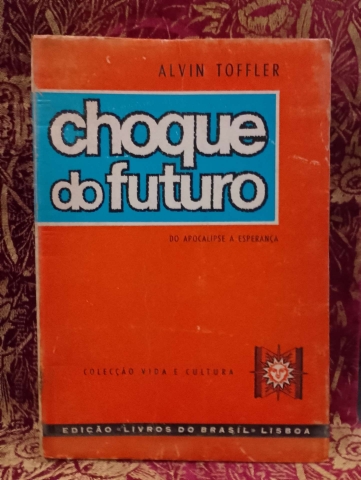 ALVIN TOFFLER
choque
do futuro
DO APOCALIPSE À ESPERANÇA
COLECÇÃO VIDA E CULTURA
EDIÇÃO «LIVROS DO BRASIL» LISBOA